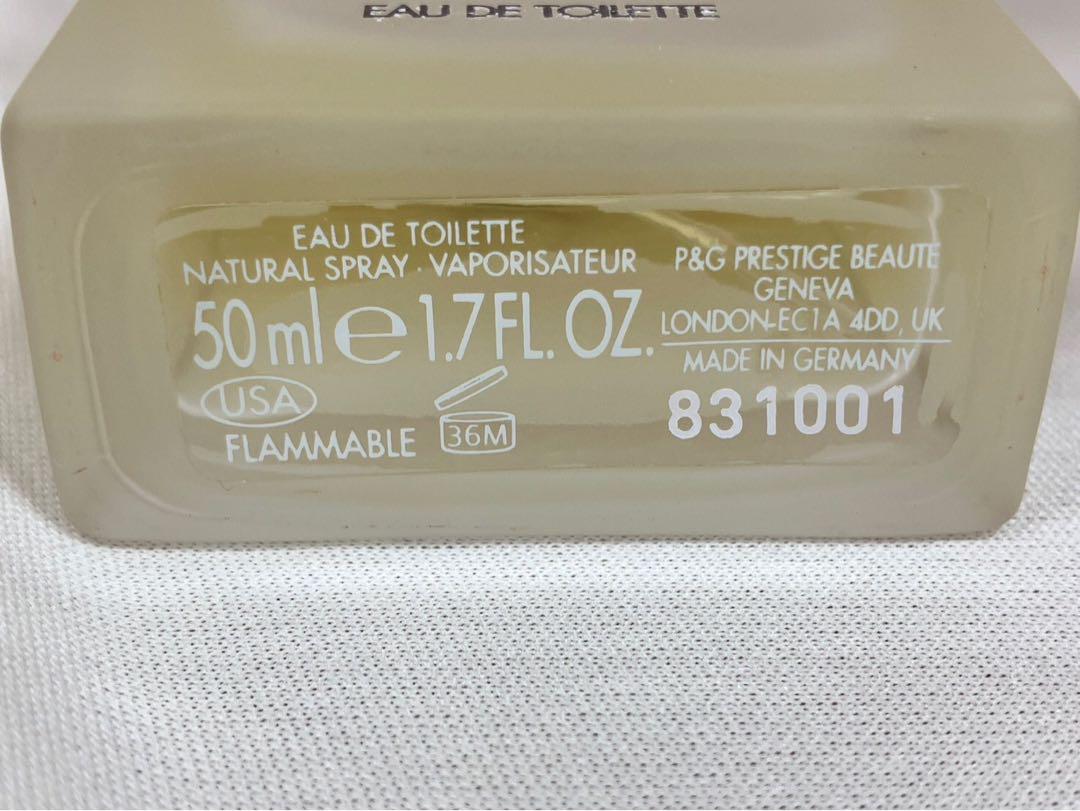 EAU DE TOILETTE
EAU DE TOILETTE
NATURAL SPRAY · VAPORISATEUR
50 ml e 1.7 FL. OZ.
USA
FLAMMABLE
36M
P&G PRESTIGE BEAUTE
GENEVA
LONDON-EC1A 4DD, UK
MADE IN GERMANY
831001